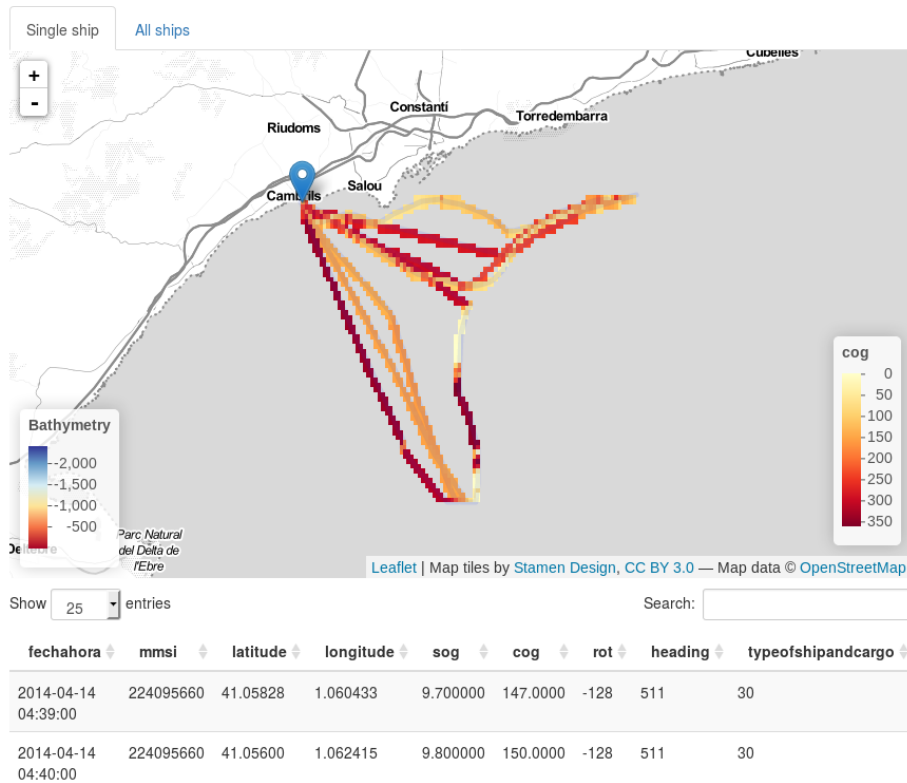 Single ship All ships
+
-
Cubelles
Constantí
Torredembarra
Riudoms
Salou
Cambrils
cog
0
50
100
150
200
250
300
350
Bathymetry
-2,000
-1,500
-1,000
-500
Parc Natural
del Delta de
l'Ebre
Deltebre
Leaflet | Map tiles by Stamen Design, CC BY 3.0 — Map data © OpenStreetMap
Show 25 entries Search:
fechahora mmsi latitude longitude sog cog rot heading typeofshipandcargo
2014-04-14 224095660 41.05828 1.060433 9.700000 147.0000 -128 511 30
04:39:00
2014-04-14 224095660 41.05600 1.062415 9.800000 150.0000 -128 511 30
04:40:00